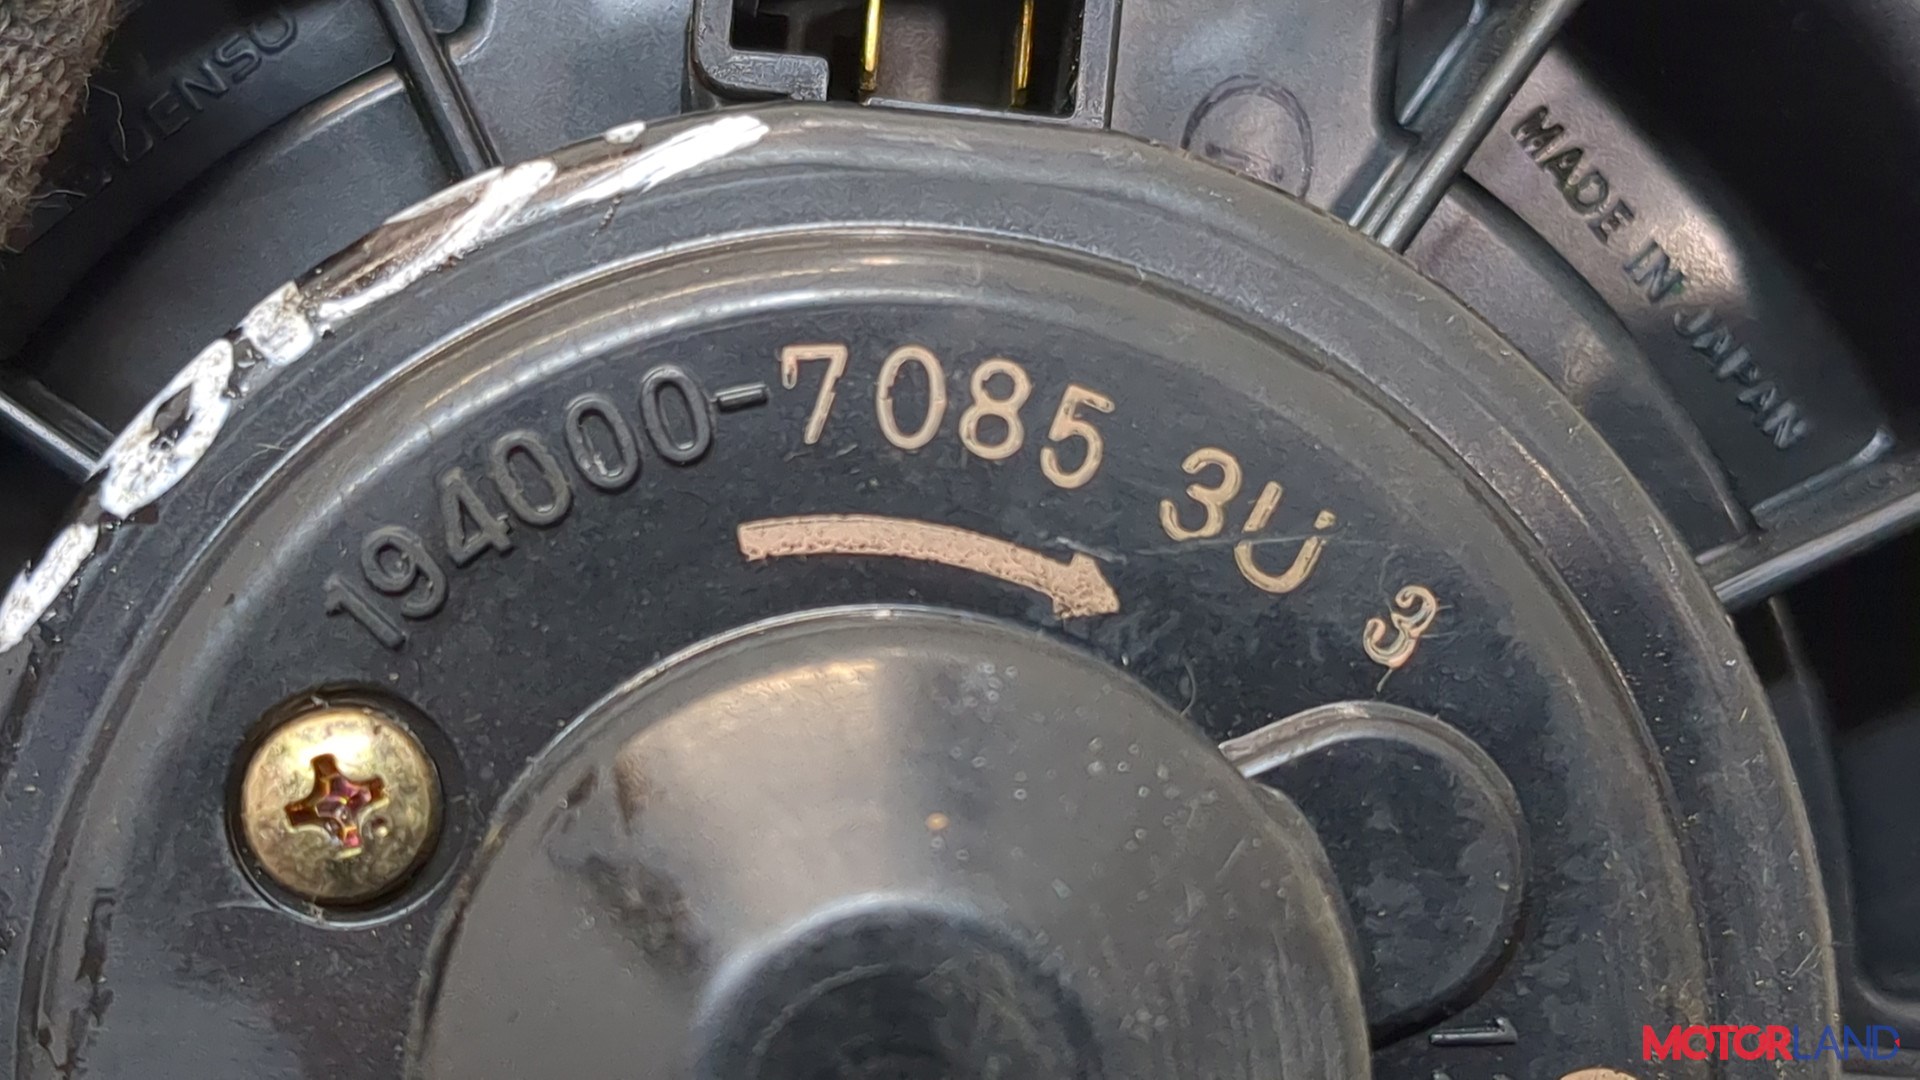 DENSO
MADE IN JAPAN
194000-7085 3U 3
MOTORLAND